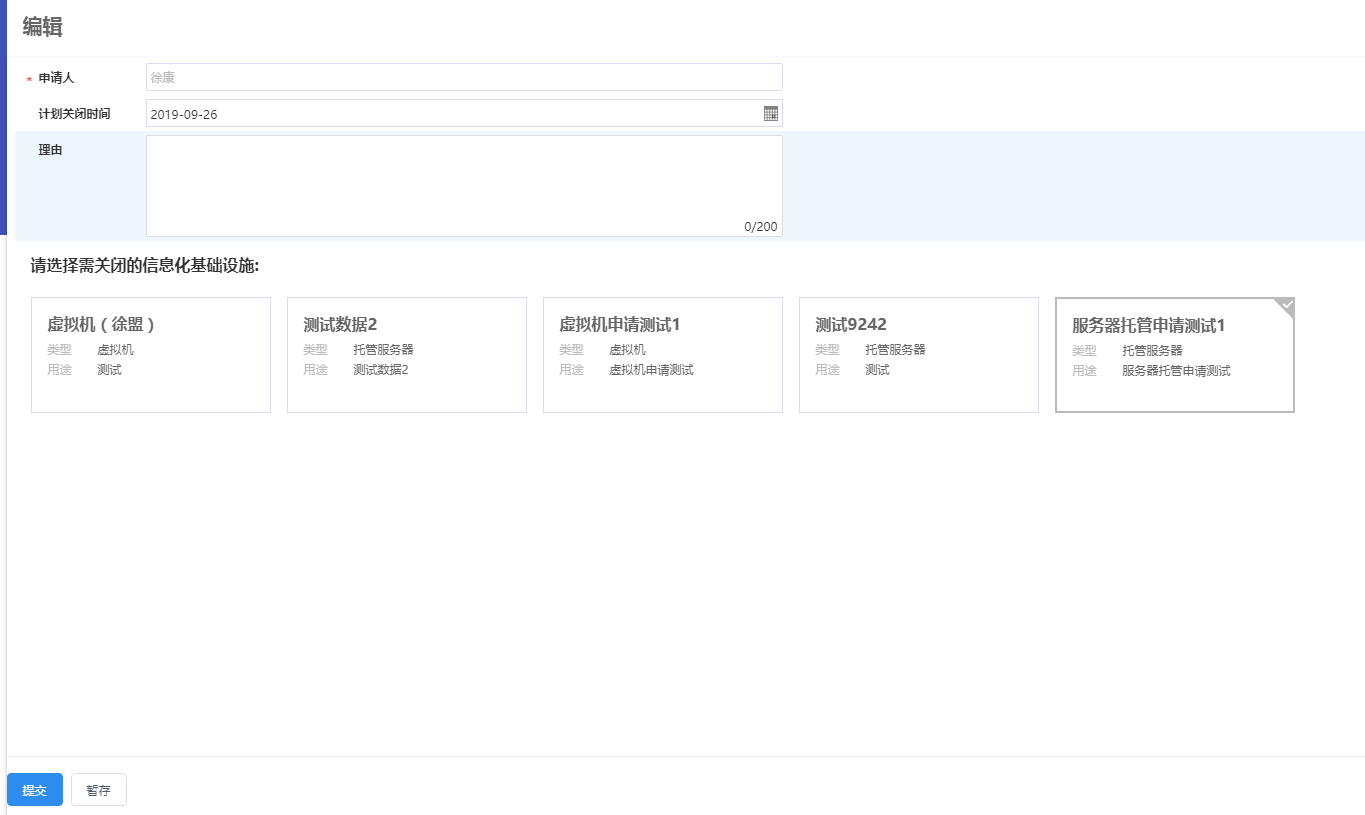 编辑
* 申请人 徐康
计划关闭时间 2019-09-26
理由
0/200
请选择需关闭的信息化基础设施:
虚拟机（徐盟）
类型 虚拟机
用途 测试
测试数据2
类型 托管服务器
用途 测试数据2
虚拟机申请测试1
类型 虚拟机
用途 虚拟机申请测试
测试9242
类型 托管服务器
用途 测试
服务器托管申请测试1
类型 托管服务器
用途 服务器托管申请测试
提交 暂存